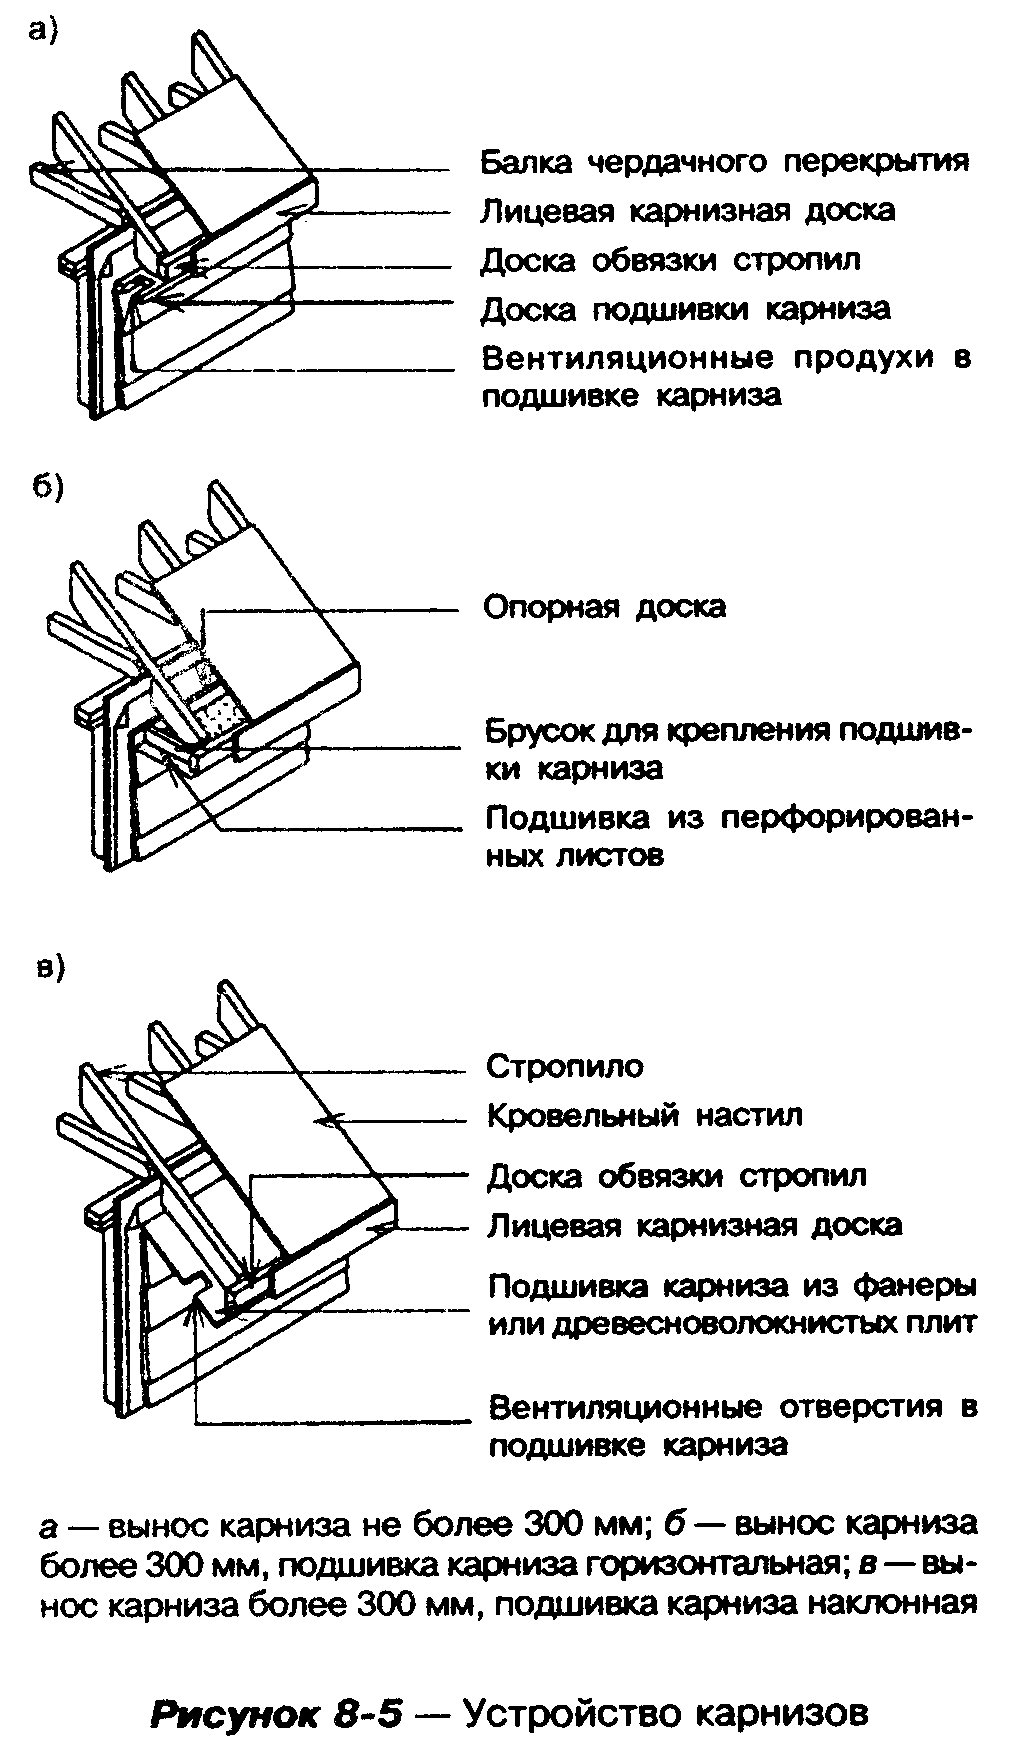 а)
Балка чердачного перекрытия
Лицевая карнизная доска
Доска обвязки стропил
Доска подшивки карниза
Вентиляционные продухи в
подшивке карниза
б)
Опорная доска
Брусок для крепления подшив-
ки карниза
Подшивка из перфорирован-
ных листов
в)
Стропило
Кровельный настил
Доска обвязки стропил
Лицевая карнизная доска
Подшивка карниза из фанеры
или древесноволокнистых плит
Вентиляционные отверстия в
подшивке карниза
а — вынос карниза не более 300 мм; б — вынос карниза
более 300 мм, подшивка карниза горизонтальная; в — вы-
нос карниза более 300 мм, подшивка карниза наклонная
Рисунок 8-5 — Устройство карнизов